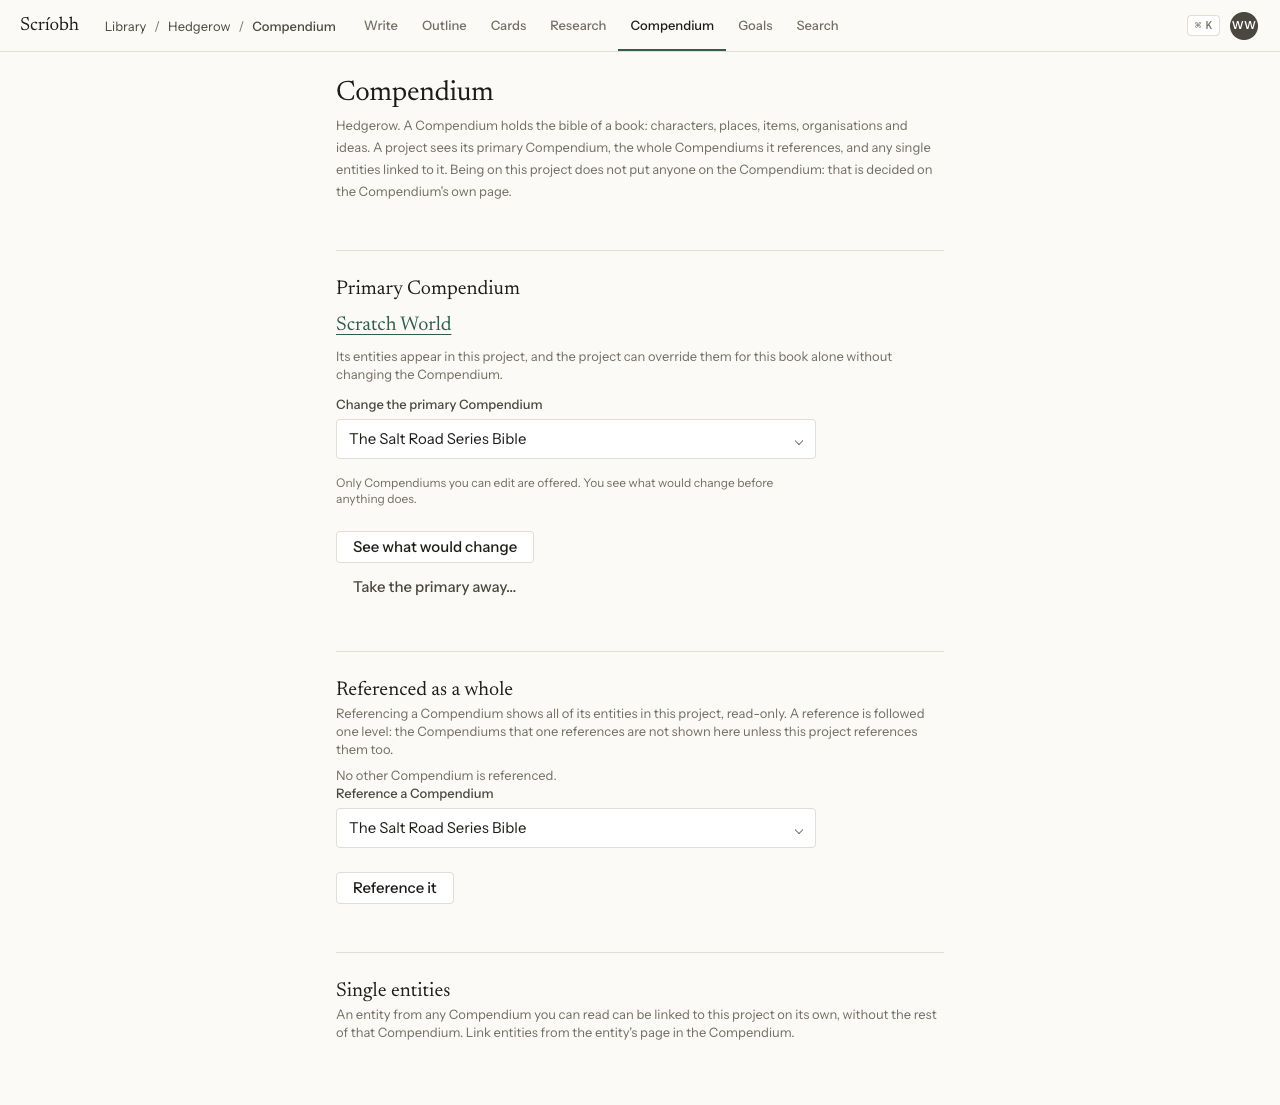 Scríobh
Library / Hedgerow / Compendium
Write
Outline
Cards
Research
Compendium
Goals
Search
⌘ K
WW
Compendium
Hedgerow. A Compendium holds the bible of a book: characters, places, items, organisations and
ideas. A project sees its primary Compendium, the whole Compendiums it references, and any single
entities linked to it. Being on this project does not put anyone on the Compendium: that is decided on
the Compendium's own page.
Primary Compendium
Scratch World
Its entities appear in this project, and the project can override them for this book alone without
changing the Compendium.
Change the primary Compendium
The Salt Road Series Bible
Only Compendiums you can edit are offered. You see what would change before
anything does.
See what would change
Take the primary away…
Referenced as a whole
Referencing a Compendium shows all of its entities in this project, read-only. A reference is followed
one level: the Compendiums that one references are not shown here unless this project references
them too.
No other Compendium is referenced.
Reference a Compendium
The Salt Road Series Bible
Reference it
Single entities
An entity from any Compendium you can read can be linked to this project on its own, without the rest
of that Compendium. Link entities from the entity's page in the Compendium.